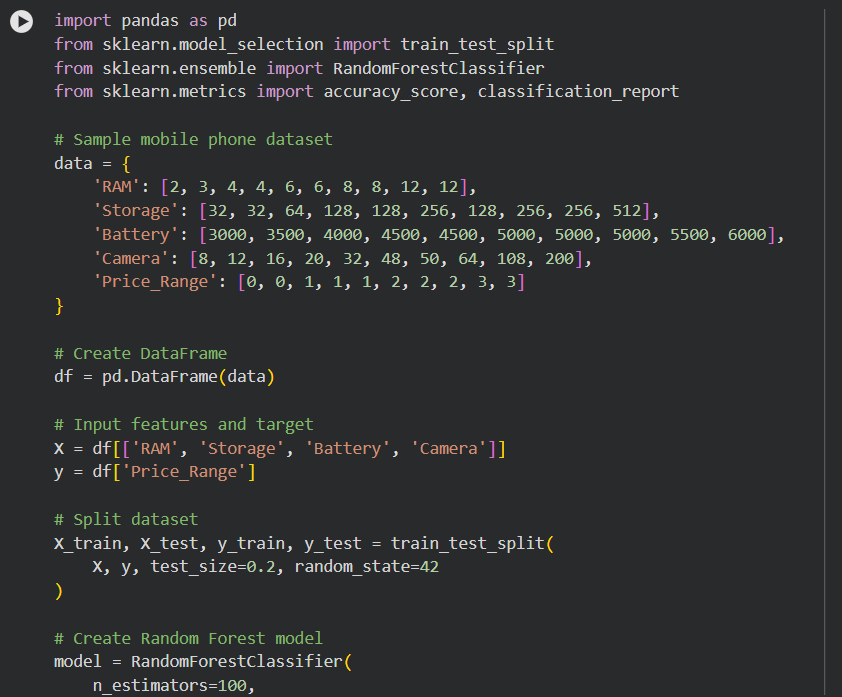 import pandas as pd
from sklearn.model_selection import train_test_split
from sklearn.ensemble import RandomForestClassifier
from sklearn.metrics import accuracy_score, classification_report

# Sample mobile phone dataset
data = {
    'RAM': [2, 3, 4, 4, 6, 6, 8, 8, 12, 12],
    'Storage': [32, 32, 64, 128, 128, 256, 128, 256, 256, 512],
    'Battery': [3000, 3500, 4000, 4500, 4500, 5000, 5000, 5000, 5500, 6000],
    'Camera': [8, 12, 16, 20, 32, 48, 50, 64, 108, 200],
    'Price_Range': [0, 0, 1, 1, 1, 2, 2, 2, 3, 3]
}

# Create DataFrame
df = pd.DataFrame(data)

# Input features and target
X = df[['RAM', 'Storage', 'Battery', 'Camera']]
y = df['Price_Range']

# Split dataset
X_train, X_test, y_train, y_test = train_test_split(
    X, y, test_size=0.2, random_state=42
)

# Create Random Forest model
model = RandomForestClassifier(
    n_estimators=100,